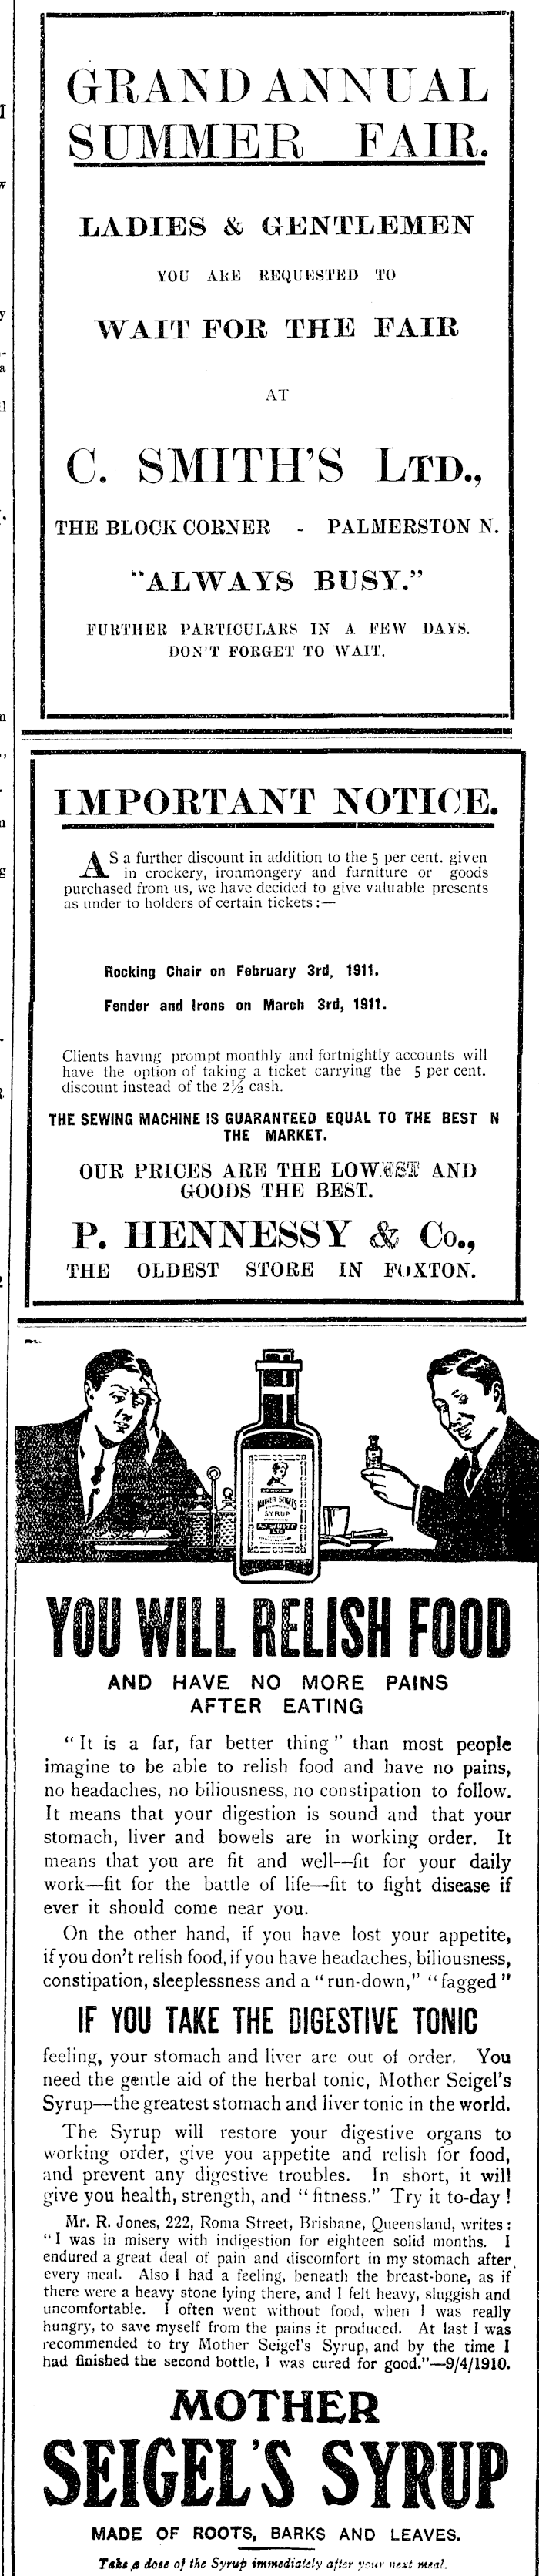 GRAND ANNUAL
SUMMER FAIR.
LADIES & GENTLEMEN
YOU ARE REQUESTED TO
WAIT FOR THE FAIR
AT
C. SMITH'S LTD.,
THE BLOCK CORNER - PALMERSTON N.
"ALWAYS BUSY."
FURTHER PARTICULARS IN A FEW DAYS.
DON'T FORGET TO WAIT.
IMPORTANT NOTICE.
AS a further discount in addition to the 5 per cent. given
in crockery, ironmongery and furniture or goods
purchased from us, we have decided to give valuable presents
as under to holders of certain tickets:—
Rocking Chair on February 3rd, 1911.
Fender and Irons on March 3rd, 1911.
Clients having prompt monthly and fortnightly accounts will
have the option of taking a ticket carrying the 5 per cent.
discount instead of the 2½ cash.
THE SEWING MACHINE IS GUARANTEED EQUAL TO THE BEST N
THE MARKET.
OUR PRICES ARE THE LOWEST AND
GOODS THE BEST.
P. HENNESSY & Co.,
THE OLDEST STORE IN FOXTON.
MOTHER SEIGEL'S
SYRUP
A.J. WHITE
LTD
YOU WILL RELISH FOOD
AND HAVE NO MORE PAINS
AFTER EATING
"It is a far, far better thing" than most people
imagine to be able to relish food and have no pains,
no headaches, no biliousness, no constipation to follow.
It means that your digestion is sound and that your
stomach, liver and bowels are in working order. It
means that you are fit and well—fit for your daily
work—fit for the battle of life—fit to fight disease if
ever it should come near you.
On the other hand, if you have lost your appetite,
if you don't relish food, if you have headaches, biliousness,
constipation, sleeplessness and a "run-down," "fagged"
IF YOU TAKE THE DIGESTIVE TONIC
feeling, your stomach and liver are out of order. You
need the gentle aid of the herbal tonic, Mother Seigel's
Syrup—the greatest stomach and liver tonic in the world.
The Syrup will restore your digestive organs to
working order, give you appetite and relish for food,
and prevent any digestive troubles. In short, it will
give you health, strength, and "fitness." Try it to-day!
Mr. R. Jones, 222, Roma Street, Brisbane, Queensland, writes:
"I was in misery with indigestion for eighteen solid months. I
endured a great deal of pain and discomfort in my stomach after
every meal. Also I had a feeling, beneath the breast-bone, as if
there were a heavy stone lying there, and I felt heavy, sluggish and
uncomfortable. I often went without food, when I was really
hungry, to save myself from the pains it produced. At last I was
recommended to try Mother Seigel's Syrup, and by the time I
had finished the second bottle, I was cured for good."—9/4/1910.
MOTHER
SEIGEL'S SYRUP
MADE OF ROOTS, BARKS AND LEAVES.
Take a dose of the Syrup immediately after your next meal.